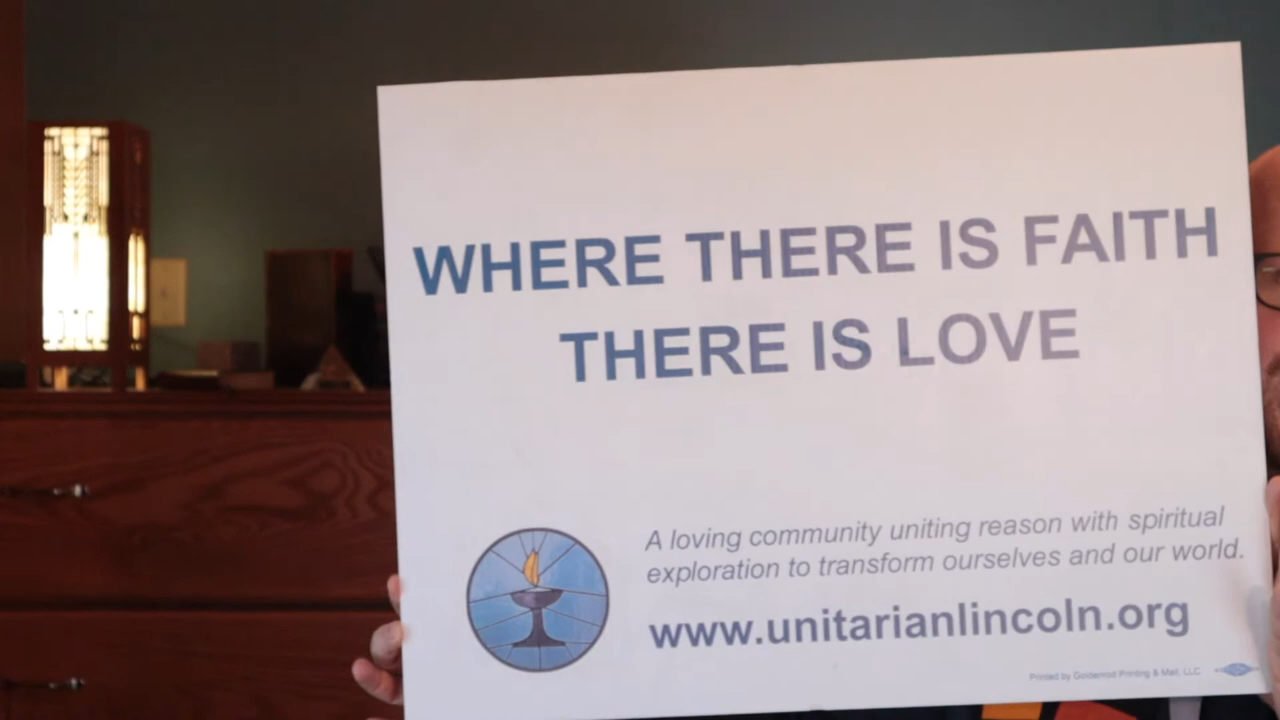 WHERE THERE IS FAITH
THERE IS LOVE
A loving community uniting reason with spiritual
exploration to transform ourselves and our world.
www.unitarianlincoln.org
Printed by Goldenrod Printing & Mail, LLC